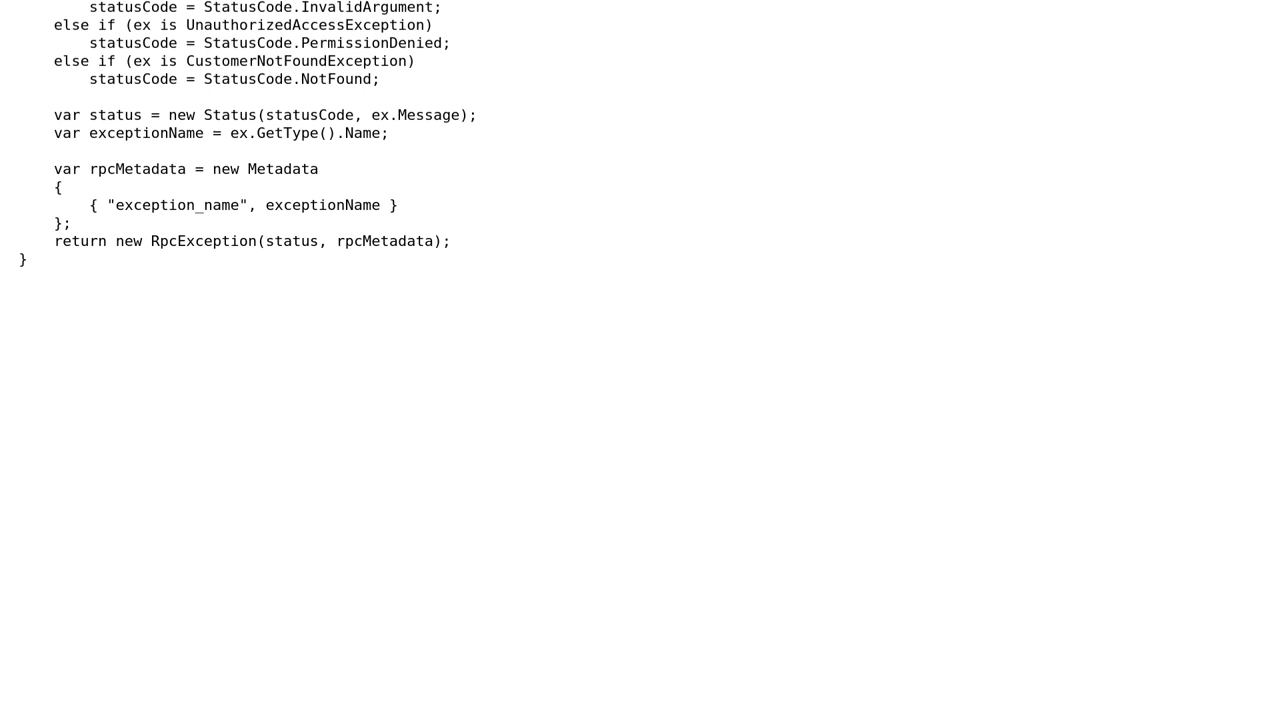 statusCode = StatusCode.InvalidArgument;
    else if (ex is UnauthorizedAccessException)
        statusCode = StatusCode.PermissionDenied;
    else if (ex is CustomerNotFoundException)
        statusCode = StatusCode.NotFound;

    var status = new Status(statusCode, ex.Message);
    var exceptionName = ex.GetType().Name;

    var rpcMetadata = new Metadata
    {
        { "exception_name", exceptionName }
    };
    return new RpcException(status, rpcMetadata);
}